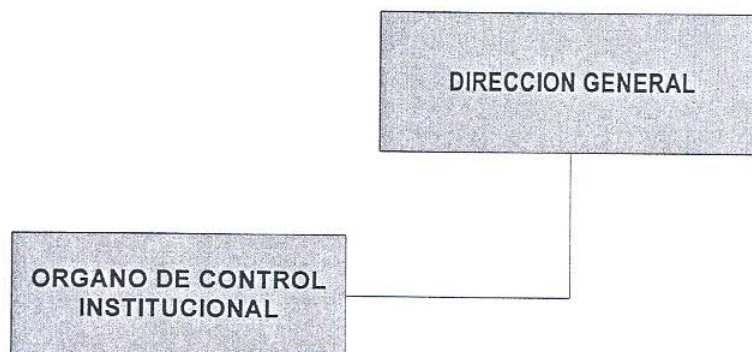 DIRECCION GENERAL
ORGANO DE CONTROL
INSTITUCIONAL